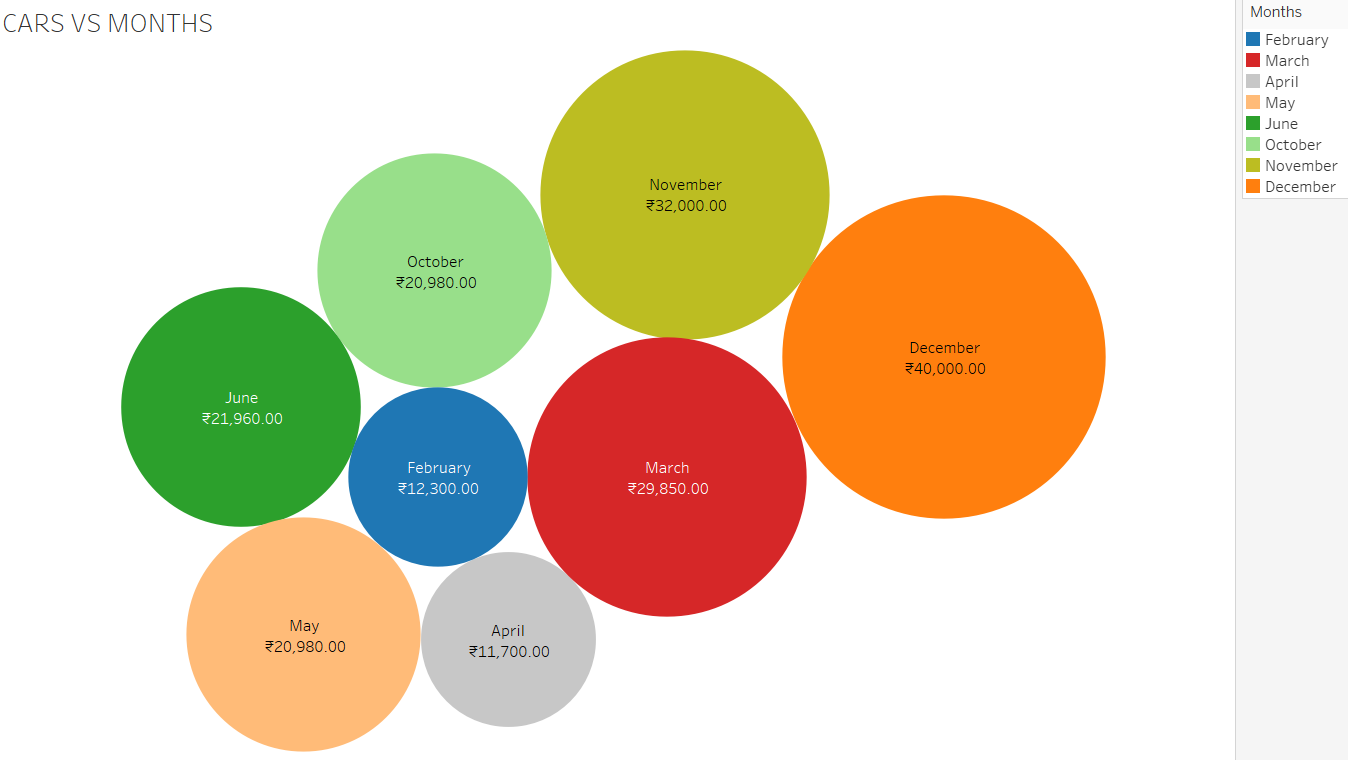 CARS VS MONTHS
November
₹32,000.00
October
₹20,980.00
December
₹40,000.00
June
₹21,960.00
February
₹12,300.00
March
₹29,850.00
May
₹20,980.00
April
₹11,700.00
Months
February
March
April
May
June
October
November
December